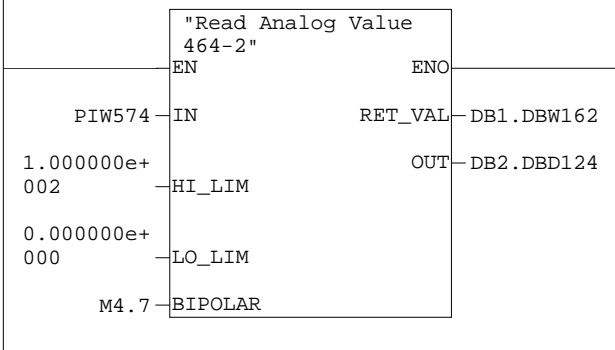 "Read Analog Value
464-2"
EN ENO
PIW574 IN RET_VAL DB1.DBW162
1.000000e+ OUT DB2.DBD124
002 HI_LIM
0.000000e+
000 LO_LIM
M4.7 BIPOLAR